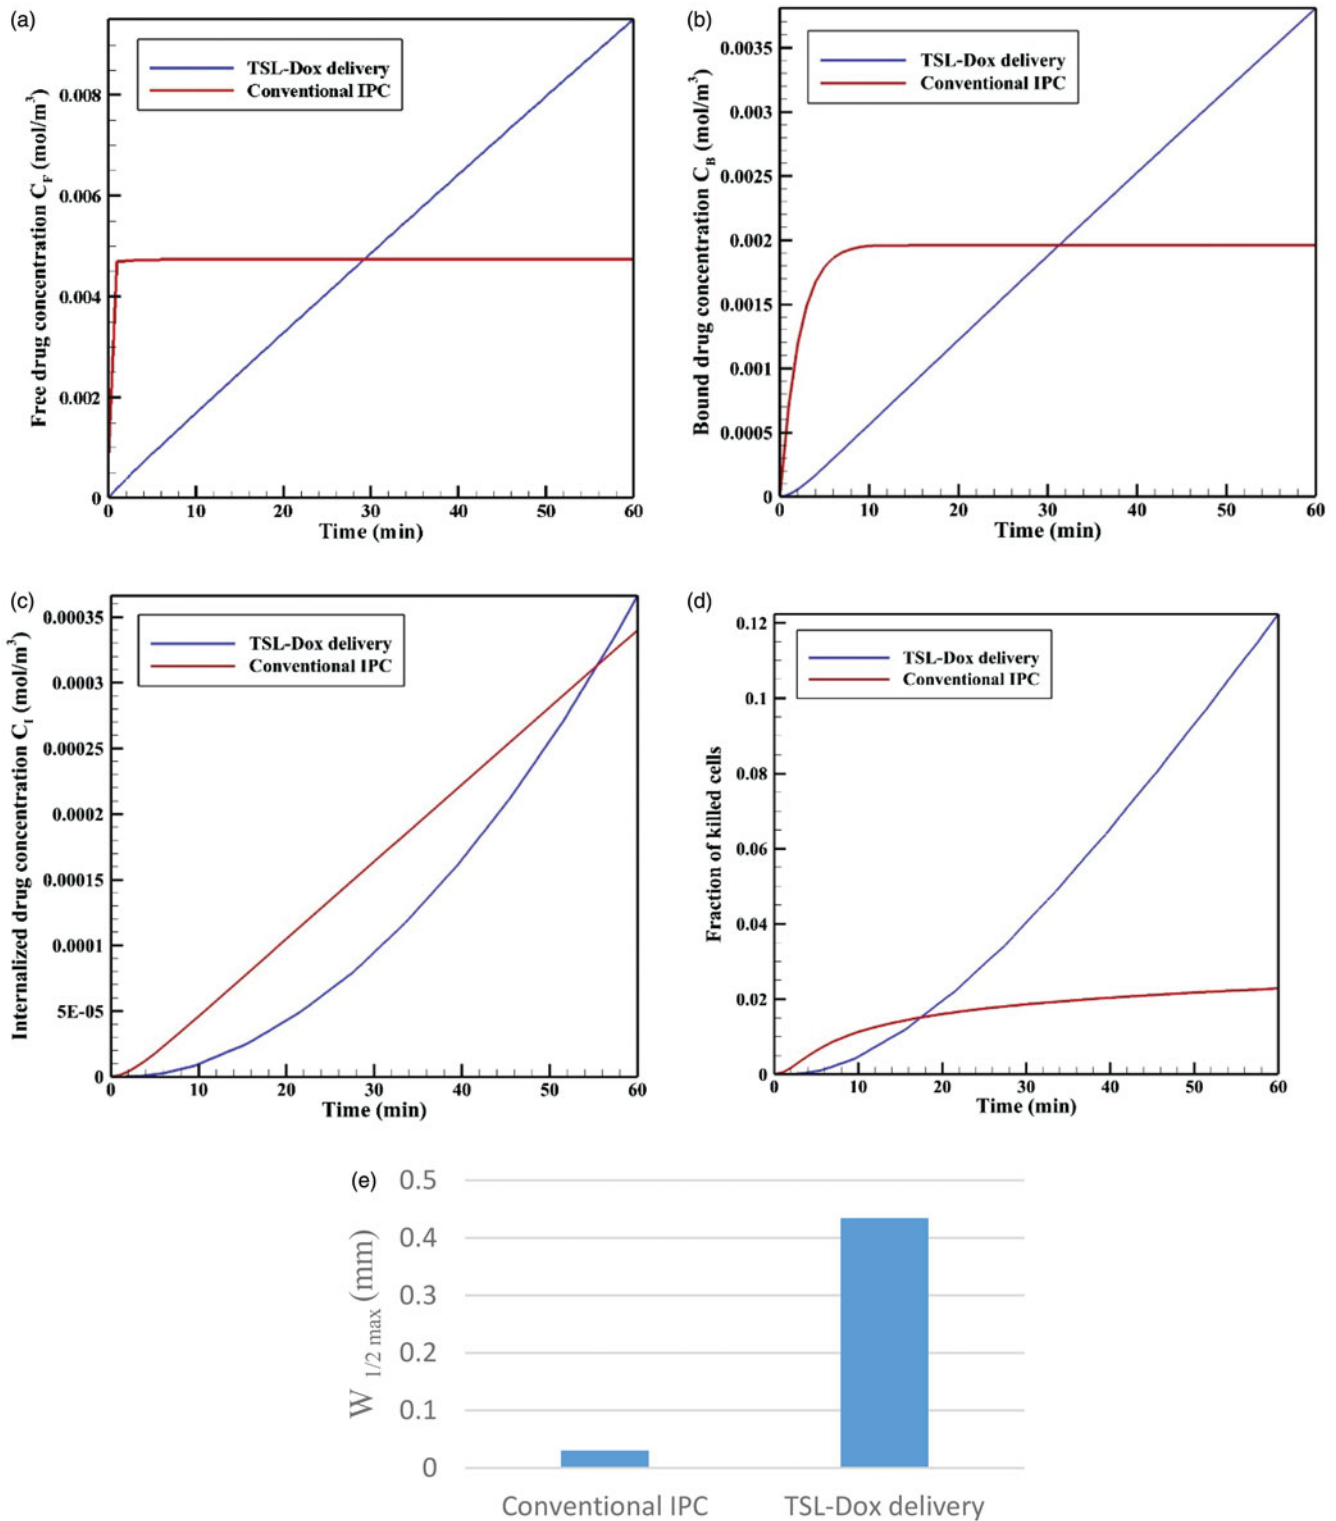 (a)
TSL-Dox delivery
Conventional IPC
Free drug concentration C_F (mol/m³)
0.008
0.006
0.004
0.002
0
0 10 20 30 40 50 60
Time (min)
(b)
TSL-Dox delivery
Conventional IPC
Bound drug concentration C_B (mol/m³)
0.0035
0.003
0.0025
0.002
0.0015
0.001
0.0005
0
0 10 20 30 40 50 60
Time (min)
(c)
TSL-Dox delivery
Conventional IPC
Internalized drug concentration C_I (mol/m³)
0.00035
0.0003
0.00025
0.0002
0.00015
0.0001
5E-05
0
0 10 20 30 40 50 60
Time (min)
(d)
TSL-Dox delivery
Conventional IPC
Fraction of killed cells
0.12
0.1
0.08
0.06
0.04
0.02
0
0 10 20 30 40 50 60
Time (min)
(e)
W 1/2 max (mm)
0.5
0.4
0.3
0.2
0.1
0
Conventional IPC TSL-Dox delivery